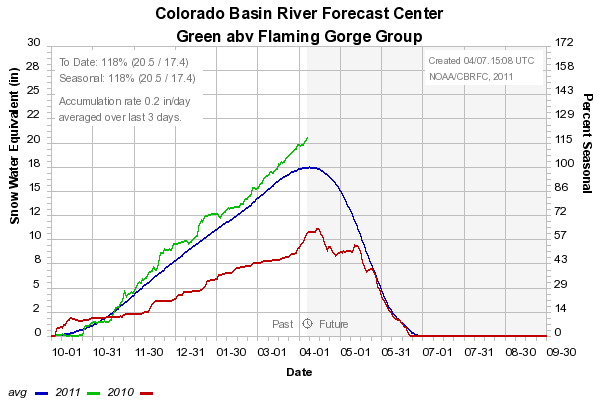 Colorado Basin River Forecast Center
Green abv Flaming Gorge Group
To Date: 118% (20.5 / 17.4)
Seasonal: 118% (20.5 / 17.4)
Accumulation rate 0.2 in/day
averaged over last 3 days.
Created 04/07.15:08 UTC
NOAA/CBRFC, 2011
Snow Water Equivalent (in)
30
27
25
22
20
18
15
12
10
8
5
2
0
172
158
143
129
115
100
86
72
57
43
29
14
0
Percent Seasonal
Past Future
10-01 10-31 11-30 12-31 01-30 03-01 04-01 05-01 05-31 07-01 07-31 08-30 09-30
Date
avg 2011 2010